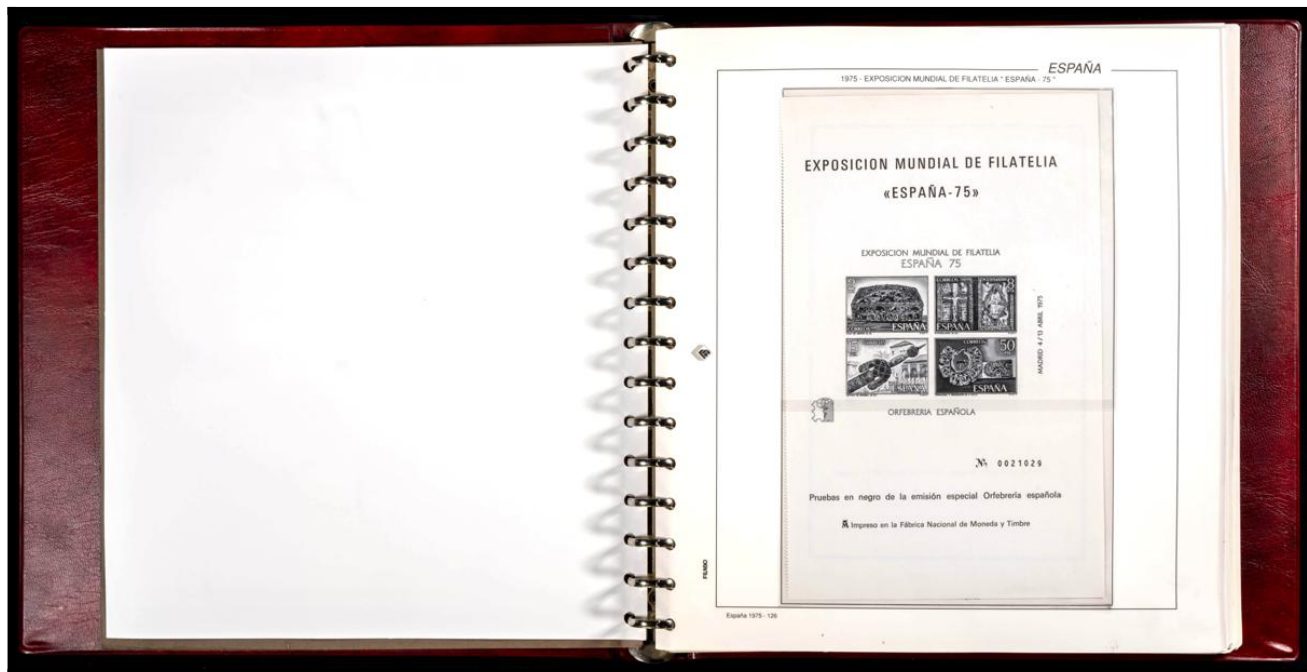 ESPAÑA
1975 - EXPOSICION MUNDIAL DE FILATELIA " ESPAÑA - 75 "
EXPOSICION MUNDIAL DE FILATELIA
«ESPAÑA-75»
EXPOSICION MUNDIAL DE FILATELIA
ESPAÑA 75
ESPAÑA
8
ESPAÑA
ESPAÑA
50
ESPAÑA
MADRID 4/13 ABRIL 1975
ORFEBRERIA ESPAÑOLA
Nº 0021029
Pruebas en negro de la emisión especial Orfebrería española
Impreso en la Fábrica Nacional de Moneda y Timbre
FILABO
España 1975 - 126